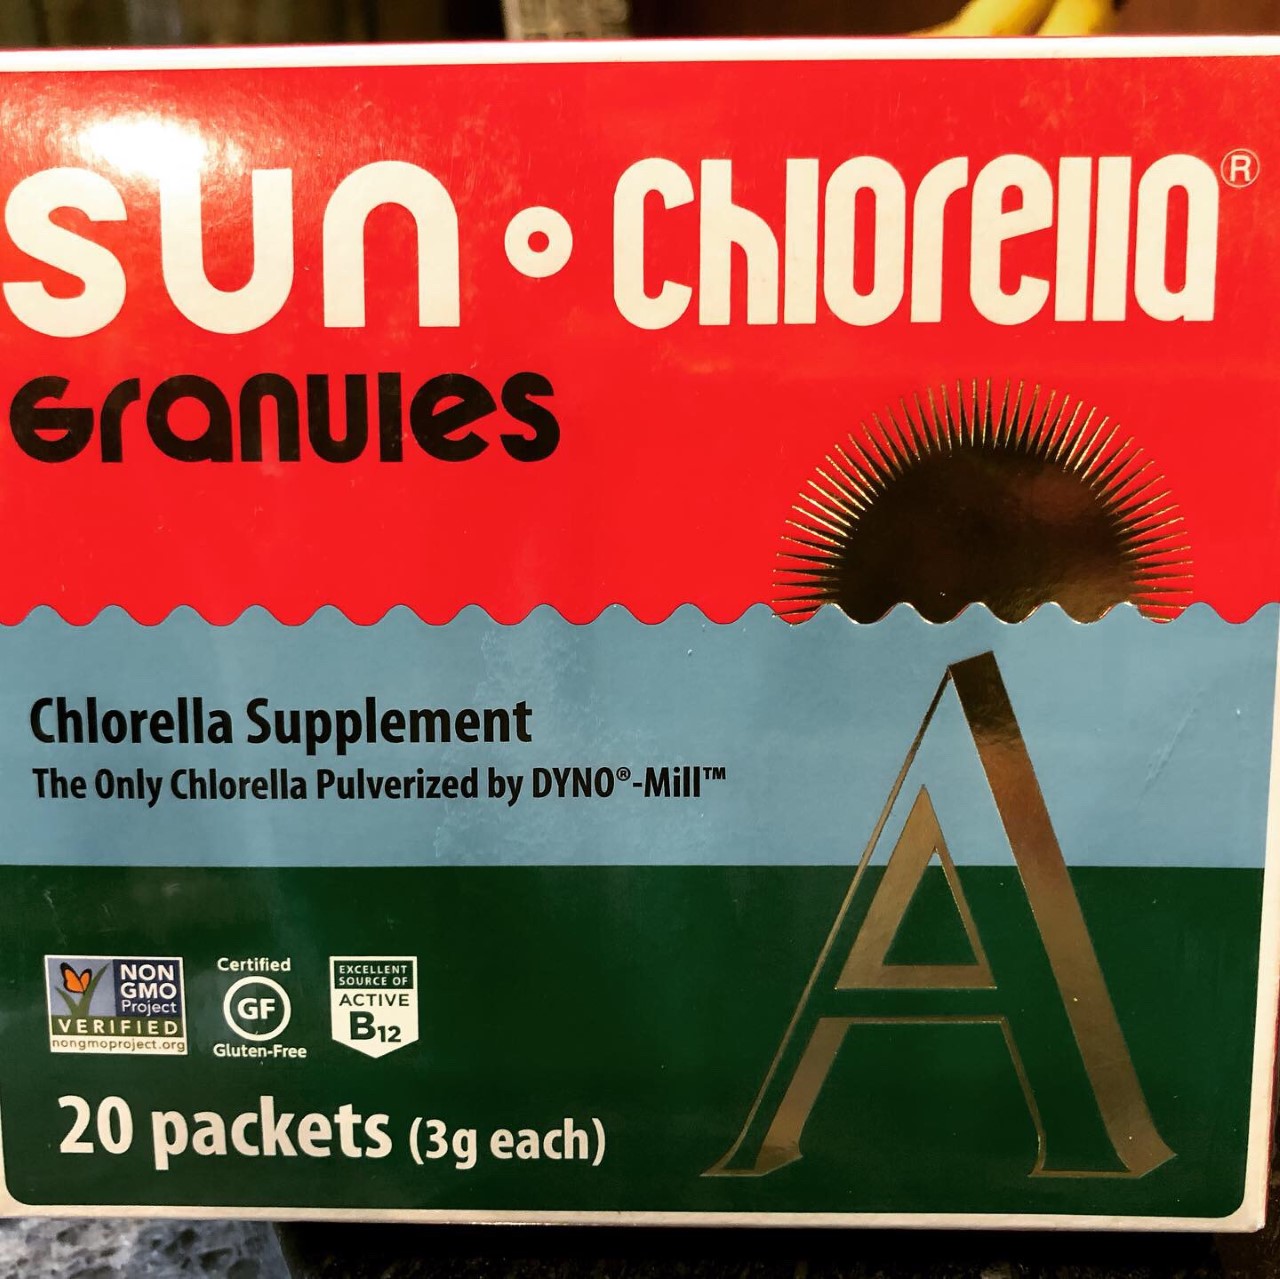 sun · Chlorella®
Granules
Chlorella Supplement
The Only Chlorella Pulverized by DYNO®-Mill™
A
NON
GMO
Project
VERIFIED
nongmoproject.org
Certified
GF
Gluten-Free
EXCELLENT
SOURCE OF
ACTIVE
B12
20 packets (3g each)